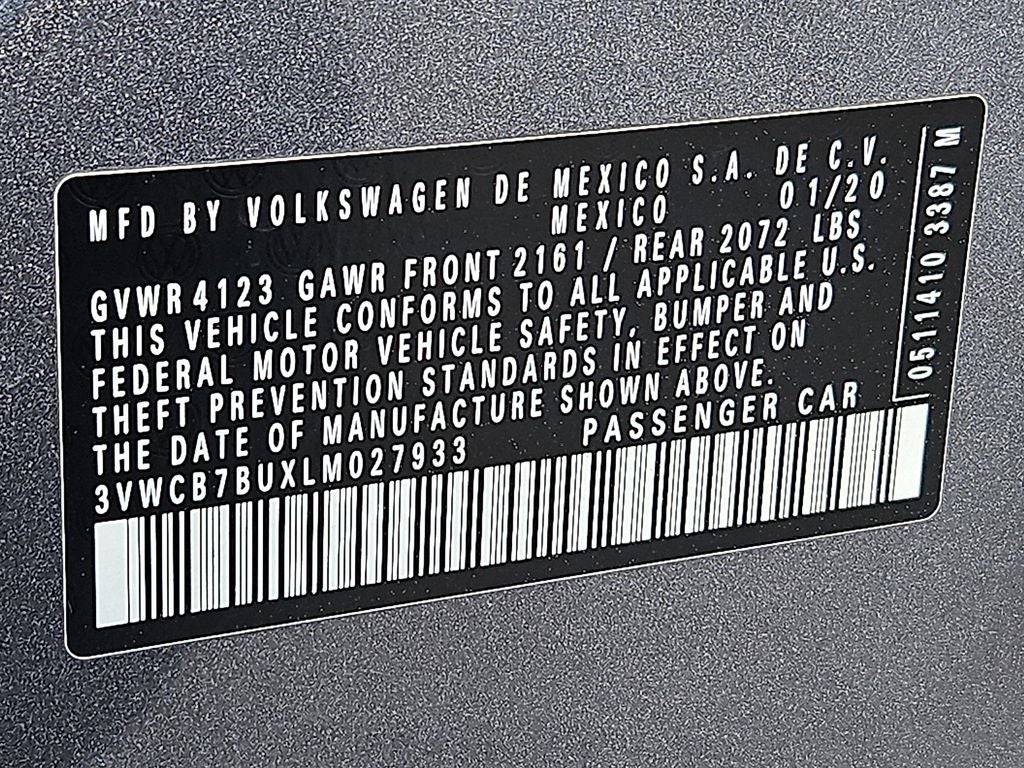 MFD BY VOLKSWAGEN DE MEXICO S.A. DE C.V.
MEXICO 01/20
GVWR 4123 GAWR FRONT 2161 / REAR 2072 LBS
THIS VEHICLE CONFORMS TO ALL APPLICABLE U.S.
FEDERAL MOTOR VEHICLE SAFETY, BUMPER AND
THEFT PREVENTION STANDARDS IN EFFECT ON
THE DATE OF MANUFACTURE SHOWN ABOVE.
3VWCB7BUXLM027933 PASSENGER CAR
0511410 3387 M